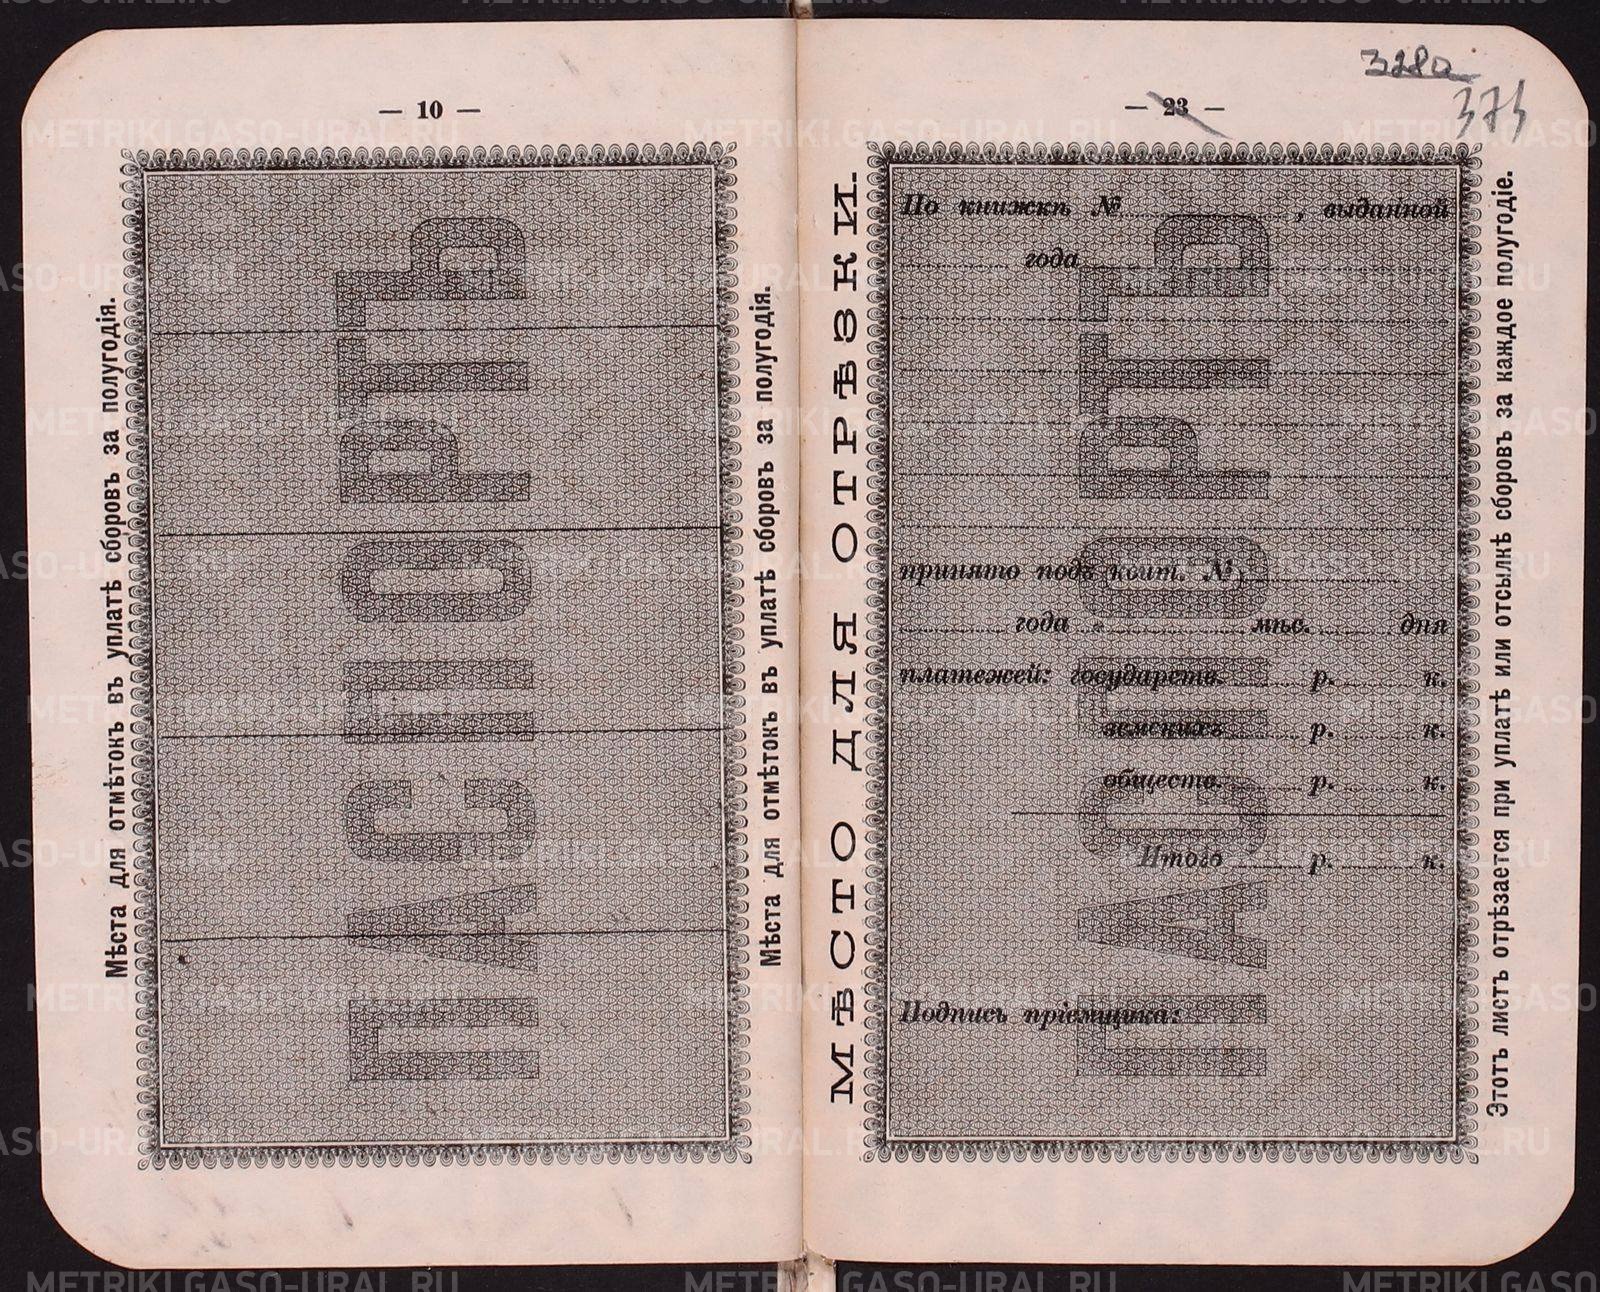 — 10 —
Мѣста для отмѣтокъ въ уплатѣ сборовъ за полугодія.
ПАСПОРТЪ
Мѣста для отмѣтокъ въ уплатѣ сборовъ за полугодія.
328а
373
— 23 —
МѢСТО ДЛЯ ОТРѢЗКИ.
ПАСПОРТЪ
По книжкѣ № , выданной
года
принято подъ квит. №
года „ мѣс. дня
платежей: государств. р. к.
земскихъ р. к.
обществ. р. к.
Итого р. к.
Подпись пріемщика:
Этотъ листъ отрѣзается при уплатѣ или отсылкѣ сборовъ за каждое полугодіе.
METRIKI.GASO-URAL.RU